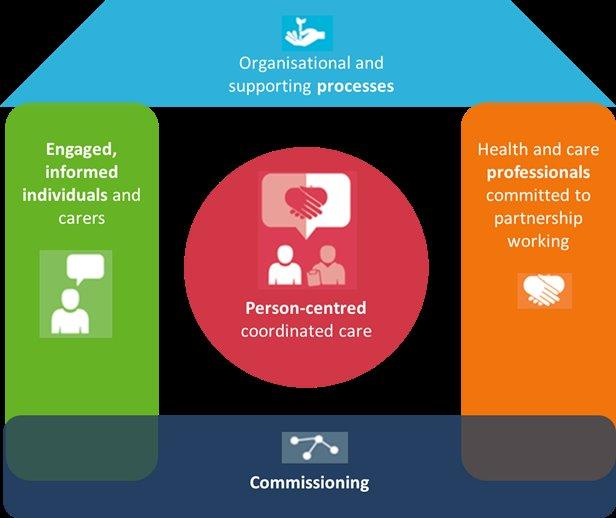 Organisational and
supporting processes
Engaged,
informed
individuals and
carers
Health and care
professionals
committed to
partnership
working
Person-centred
coordinated care
Commissioning